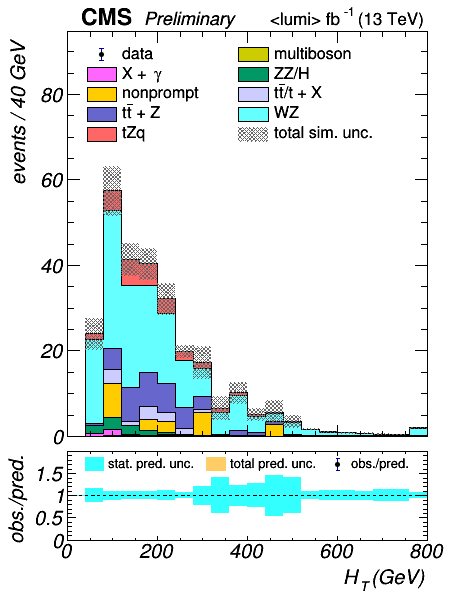 CMS Preliminary <lumi> fb⁻¹ (13 TeV)
events / 40 GeV
data
X + γ
nonprompt
tt̄ + Z
tZq
multiboson
ZZ/H
tt̄/t + X
WZ
total sim. unc.
80
60
40
20
0
obs./pred.
stat. pred. unc. total pred. unc. obs./pred.
1.5
1
0.5
0
0 200 400 600 800
H_T (GeV)